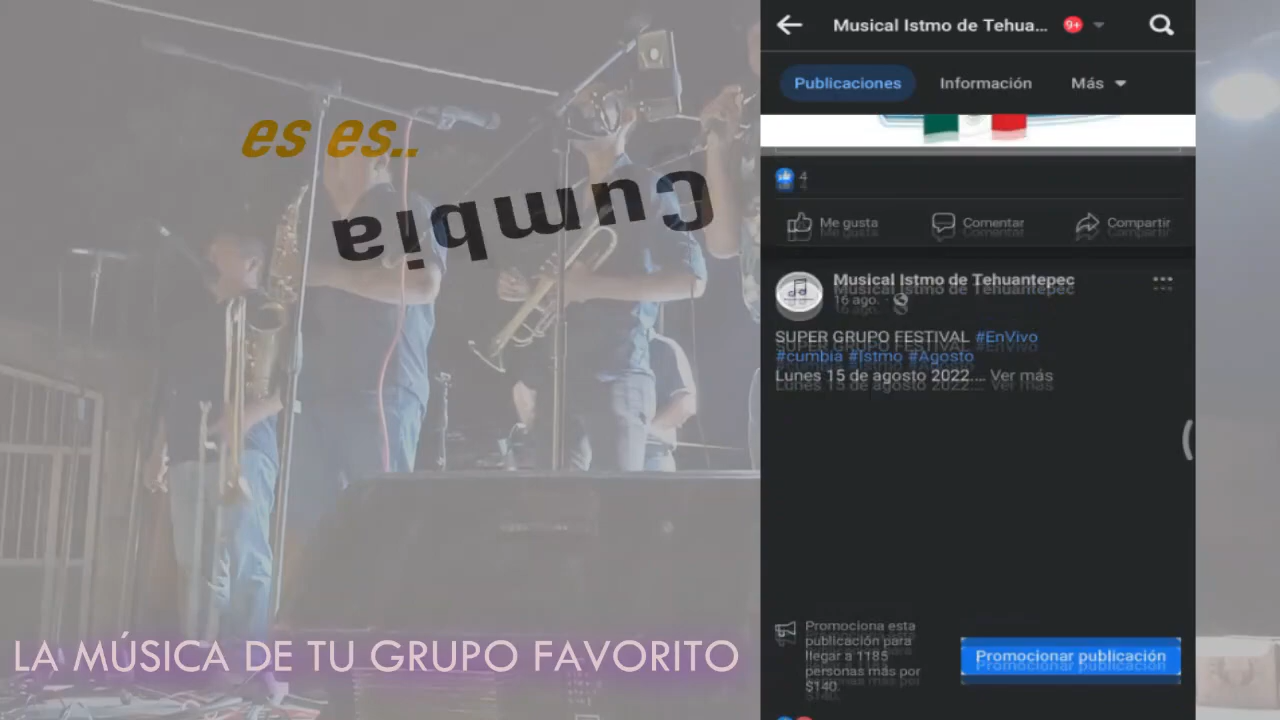 es es..
Cumbia
LA MÚSICA DE TU GRUPO FAVORITO
Musical Istmo de Tehua... 9+
Publicaciones Información Más
4
Me gusta Comentar Compartir
Musical Istmo de Tehuantepec
16 ago.
SUPER GRUPO FESTIVAL #EnVivo
#cumbia #Istmo #Agosto
Lunes 15 de agosto 2022.... Ver más
Promociona esta
publicación para
llegar a 1185
personas más por
$140.
Promocionar publicación